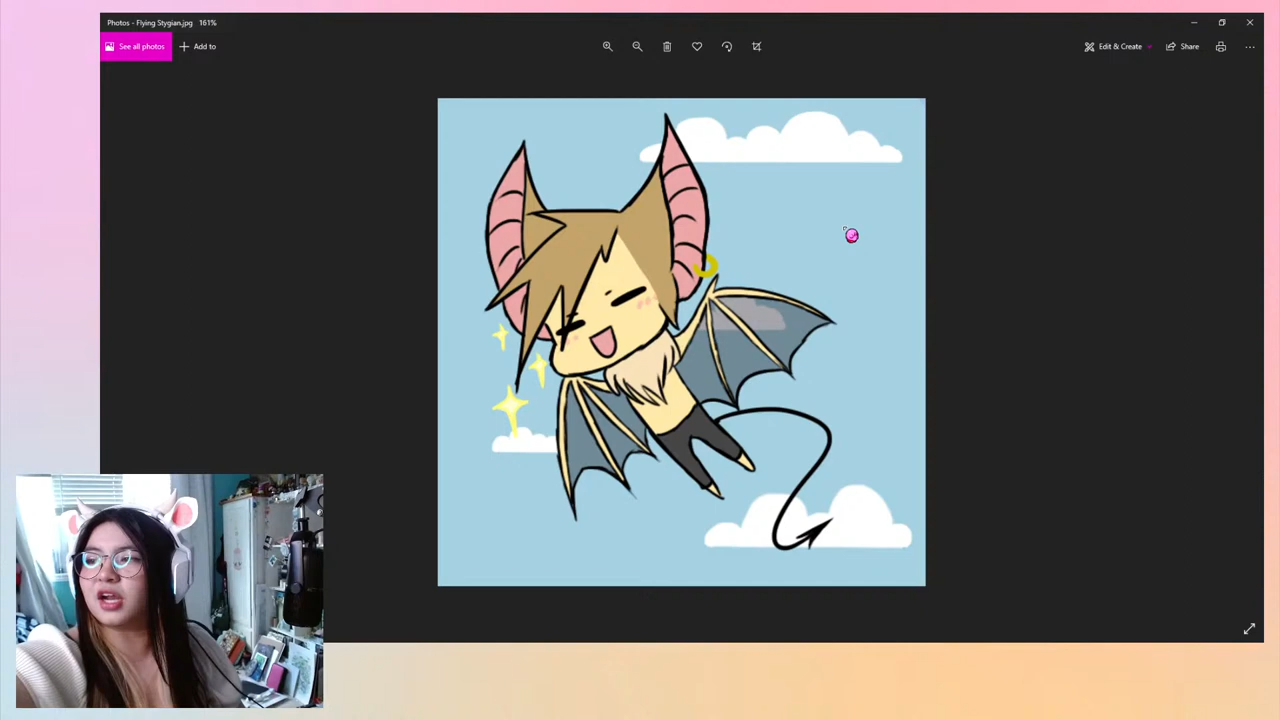 Photos - Flying Stygian.jpg 161%
See all photos
Add to
Edit & Create
Share